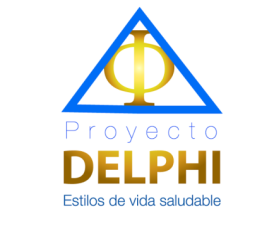 Φ
Proyecto
DELPHI
Estilos de vida saludable